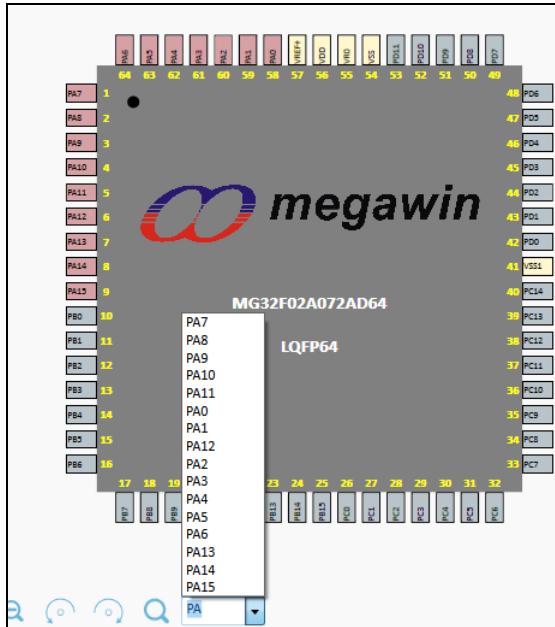 PA6 PA5 PA4 PA3 PA2 PA1 PA0 VREF+ VDD VR0 VSS PD11 PD10 PD9 PD8 PD7
64 63 62 61 60 59 58 57 56 55 54 53 52 51 50 49
PA7 1 48 PD6
PA8 2 47 PD5
PA9 3 46 PD4
PA10 4 45 PD3
PA11 5 44 PD2
PA12 6 43 PD1
PA13 7 42 PD0
PA14 8 41 VSS1
PA15 9 40 PC14
PB0 10 39 PC13
PB1 11 38 PC12
PB2 12 37 PC11
PB3 13 36 PC10
PB4 14 35 PC9
PB5 15 34 PC8
PB6 16 33 PC7
megawin
MG32F02A072AD64
LQFP64
17 18 19 23 24 25 26 27 28 29 30 31 32
PB7 PB8 PB9 PB13 PB14 PB15 PC0 PC1 PC2 PC3 PC4 PC5 PC6
PA7
PA8
PA9
PA10
PA11
PA0
PA1
PA12
PA2
PA3
PA4
PA5
PA6
PA13
PA14
PA15
PA